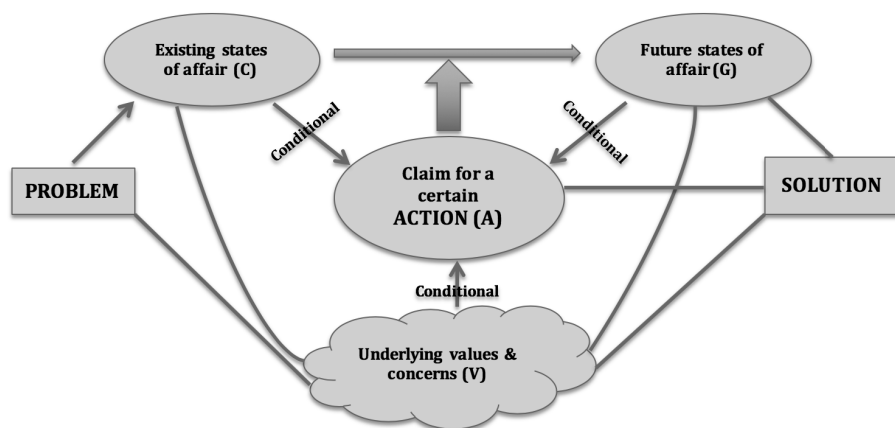 Existing states
of affair (C)
Future states of
affair (G)
Conditional
Conditional
Claim for a
certain
ACTION (A)
PROBLEM
SOLUTION
Conditional
Underlying values &
concerns (V)